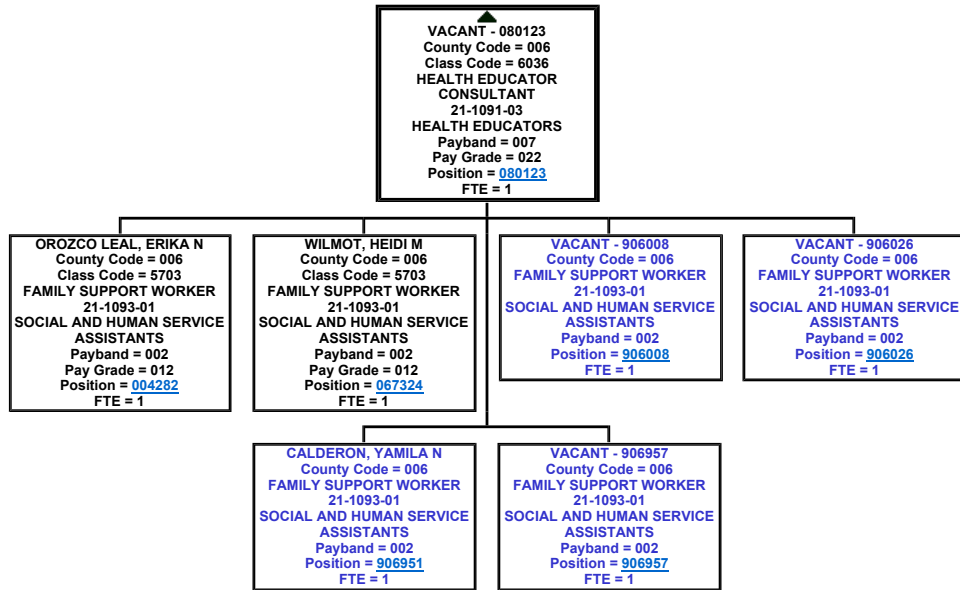 VACANT - 080123
County Code = 006
Class Code = 6036
HEALTH EDUCATOR
CONSULTANT
21-1091-03
HEALTH EDUCATORS
Payband = 007
Pay Grade = 022
Position = 080123
FTE = 1
OROZCO LEAL, ERIKA N
County Code = 006
Class Code = 5703
FAMILY SUPPORT WORKER
21-1093-01
SOCIAL AND HUMAN SERVICE
ASSISTANTS
Payband = 002
Pay Grade = 012
Position = 004282
FTE = 1
WILMOT, HEIDI M
County Code = 006
Class Code = 5703
FAMILY SUPPORT WORKER
21-1093-01
SOCIAL AND HUMAN SERVICE
ASSISTANTS
Payband = 002
Pay Grade = 012
Position = 067324
FTE = 1
VACANT - 906008
County Code = 006
FAMILY SUPPORT WORKER
21-1093-01
SOCIAL AND HUMAN SERVICE
ASSISTANTS
Payband = 002
Position = 906008
FTE = 1
VACANT - 906026
County Code = 006
FAMILY SUPPORT WORKER
21-1093-01
SOCIAL AND HUMAN SERVICE
ASSISTANTS
Payband = 002
Position = 906026
FTE = 1
CALDERON, YAMILA N
County Code = 006
FAMILY SUPPORT WORKER
21-1093-01
SOCIAL AND HUMAN SERVICE
ASSISTANTS
Payband = 002
Position = 906951
FTE = 1
VACANT - 906957
County Code = 006
FAMILY SUPPORT WORKER
21-1093-01
SOCIAL AND HUMAN SERVICE
ASSISTANTS
Payband = 002
Position = 906957
FTE = 1